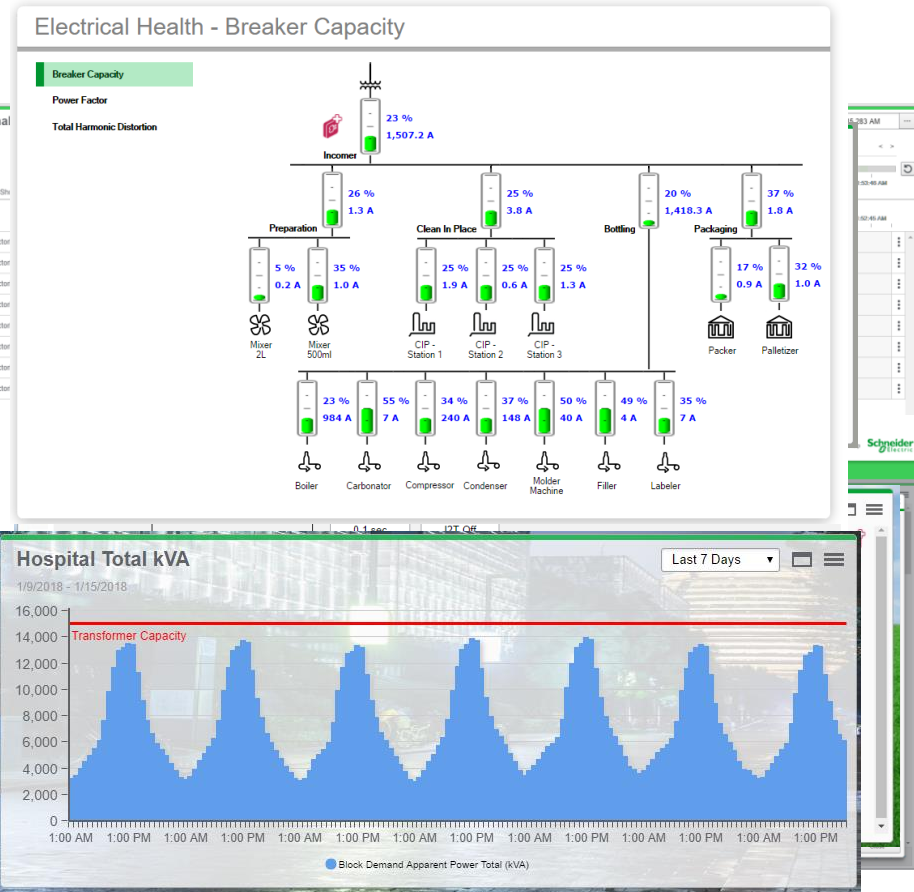 Electrical Health - Breaker Capacity
Breaker Capacity
Power Factor
Total Harmonic Distortion
23 %
1,507.2 A
Incomer
26 %
1.3 A
Preparation
25 %
3.8 A
Clean In Place
20 %
1,418.3 A
Bottling
37 %
1.8 A
Packaging
5 %
0.2 A
35 %
1.0 A
25 %
1.9 A
25 %
0.6 A
25 %
1.3 A
17 %
0.9 A
32 %
1.0 A
Mixer
2L
Mixer
500ml
CIP -
Station 1
CIP -
Station 2
CIP -
Station 3
Packer
Palletizer
23 %
984 A
55 %
7 A
34 %
240 A
37 %
148 A
50 %
40 A
49 %
4 A
35 %
7 A
Boiler
Carbonator
Compressor
Condenser
Molder
Machine
Filler
Labeler
Schneider
Electric
0.1 sec
I2T Off
Hospital Total kVA
Last 7 Days
1/9/2018 - 1/15/2018
16,000
14,000
12,000
10,000
8,000
6,000
4,000
2,000
0
Transformer Capacity
1:00 AM 1:00 PM 1:00 AM 1:00 PM 1:00 AM 1:00 PM 1:00 AM 1:00 PM 1:00 AM 1:00 PM 1:00 AM 1:00 PM 1:00 AM 1:00 PM
Block Demand Apparent Power Total (kVA)